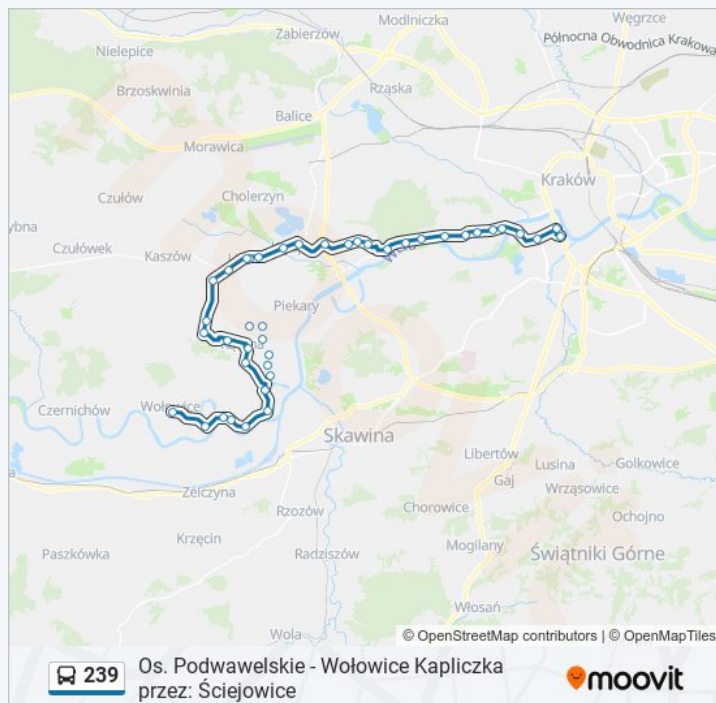 Modlniczka
Węgrzce
Zabierzów
Północna Obwodnica Krakowa
Nielepice
Rząska
Brzoskwinia
Balice
Morawica
Kraków
Czułów
Cholerzyn
Czułówek
Kaszów
Piekary
Czernichów
Wołowice
Skawina
Libertów
Lusina
Golkowice
Gaj
Wrząsowice
Zelczyna
Rzozów
Chorowice
Ochojno
Krzęcin
Mogilany
Świątniki Górne
Paszkówka
Radziszów
Włosań
Wola
© OpenStreetMap contributors | © OpenMapTiles
239
Os. Podwawelskie - Wołowice Kapliczka
przez: Ściejowice
moovit